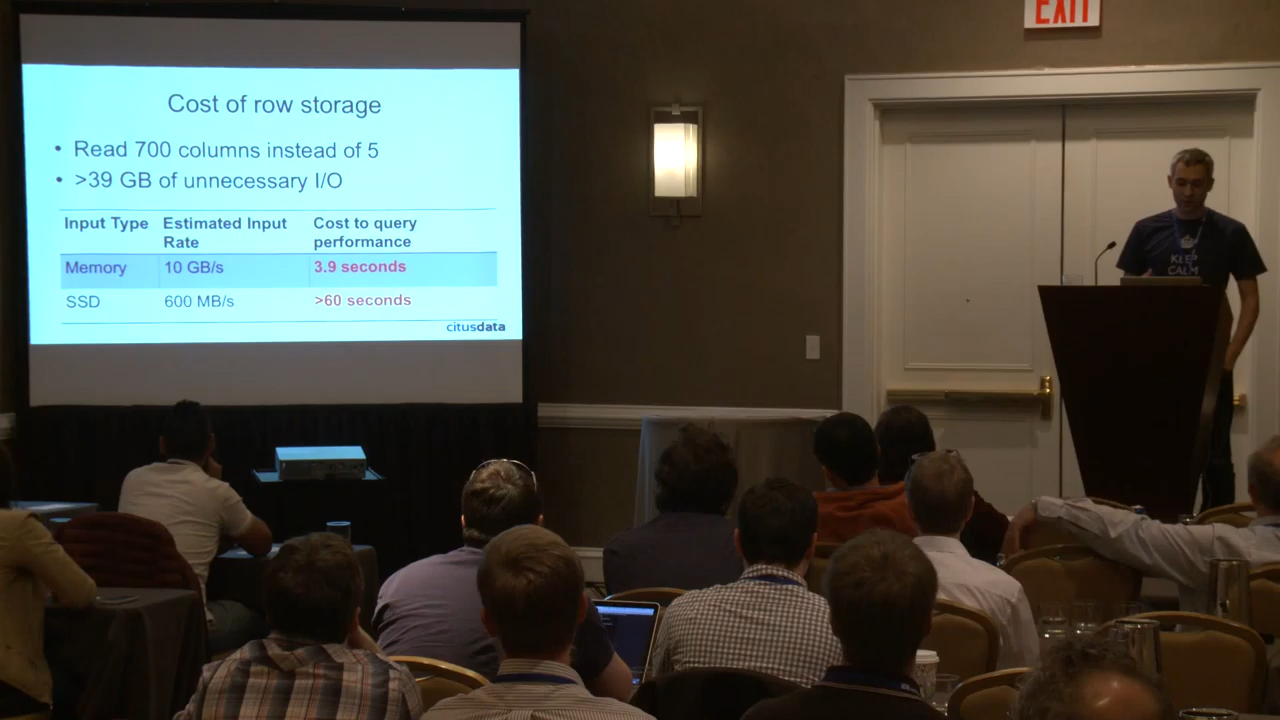 EXIT
Cost of row storage
• Read 700 columns instead of 5
• >39 GB of unnecessary I/O
Input Type Estimated Input Rate Cost to query performance
Memory 10 GB/s 3.9 seconds
SSD 600 MB/s >60 seconds
citusdata
KEEP
CALM